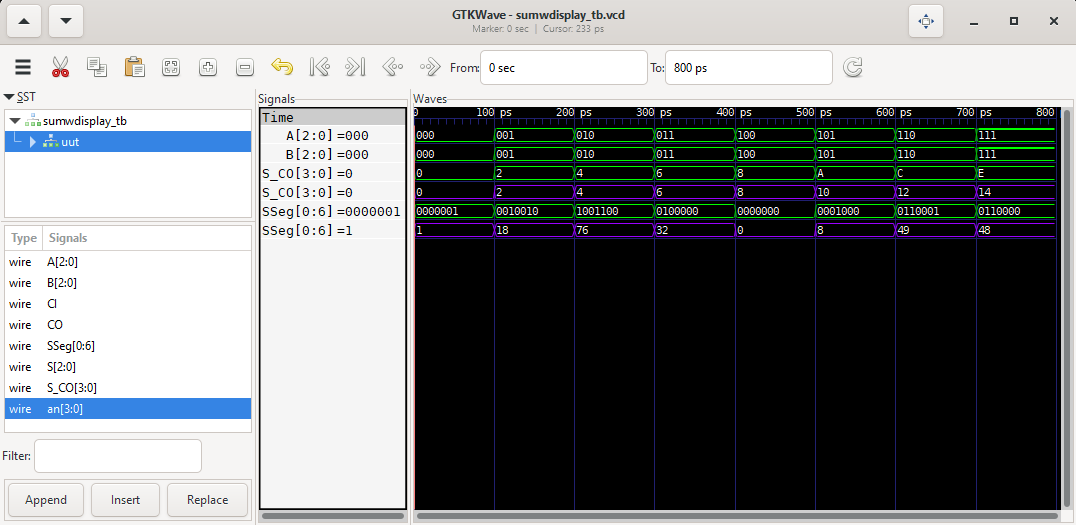 GTKWave - sumwdisplay_tb.vcd
Marker: 0 sec | Cursor: 233 ps
From: 0 sec To: 800 ps
SST
sumwdisplay_tb
uut
Type Signals
wire A[2:0]
wire B[2:0]
wire CI
wire CO
wire SSeg[0:6]
wire S[2:0]
wire S_CO[3:0]
wire an[3:0]
Filter:
Append Insert Replace
Signals
Time
A[2:0] =000
B[2:0] =000
S_CO[3:0] =0
S_CO[3:0] =0
SSeg[0:6] =0000001
SSeg[0:6] =1
Waves
0 100 ps 200 ps 300 ps 400 ps 500 ps 600 ps 700 ps 800
000 001 010 011 100 101 110 111
000 001 010 011 100 101 110 111
0 2 4 6 8 A C E
0 2 4 6 8 10 12 14
0000001 0010010 1001100 0100000 0000000 0001000 0110001 0110000
1 18 76 32 0 8 49 48